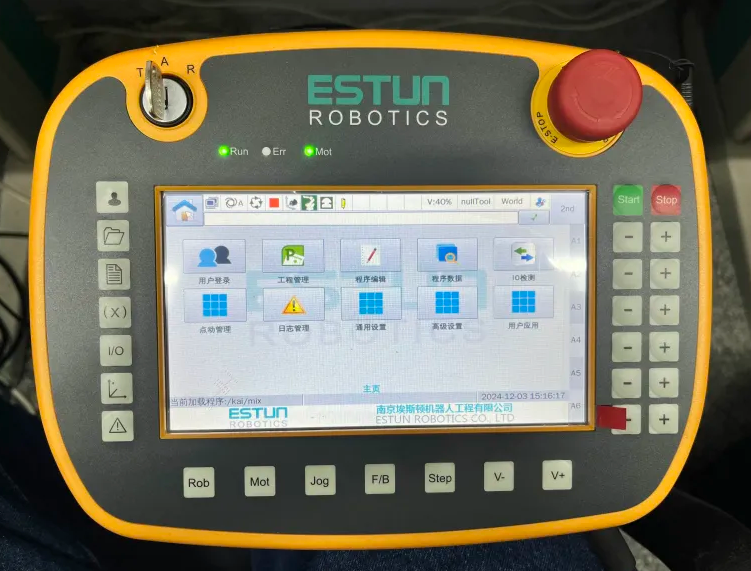 T A R
ESTUN
ROBOTICS
E-STOP
Run Err Mot
A V:40% nullTool World
2nd
Start Stop
用户登录 工程管理 程序编辑 程序数据 IO检测
点动管理 日志管理 通用设置 高级设置 用户应用
ESTUN
ROBOTICS
A1
A3
A4
A5
A6
(X)
I/O
主页
当前加载程序:/kai/mix 2024-12-03 15:16:17
ESTUN 南京埃斯顿机器人工程有限公司
ROBOTICS ESTUN ROBOTICS CO., LTD
- +
- +
- +
- +
- +
- +
Rob Mot Jog F/B Step V- V+